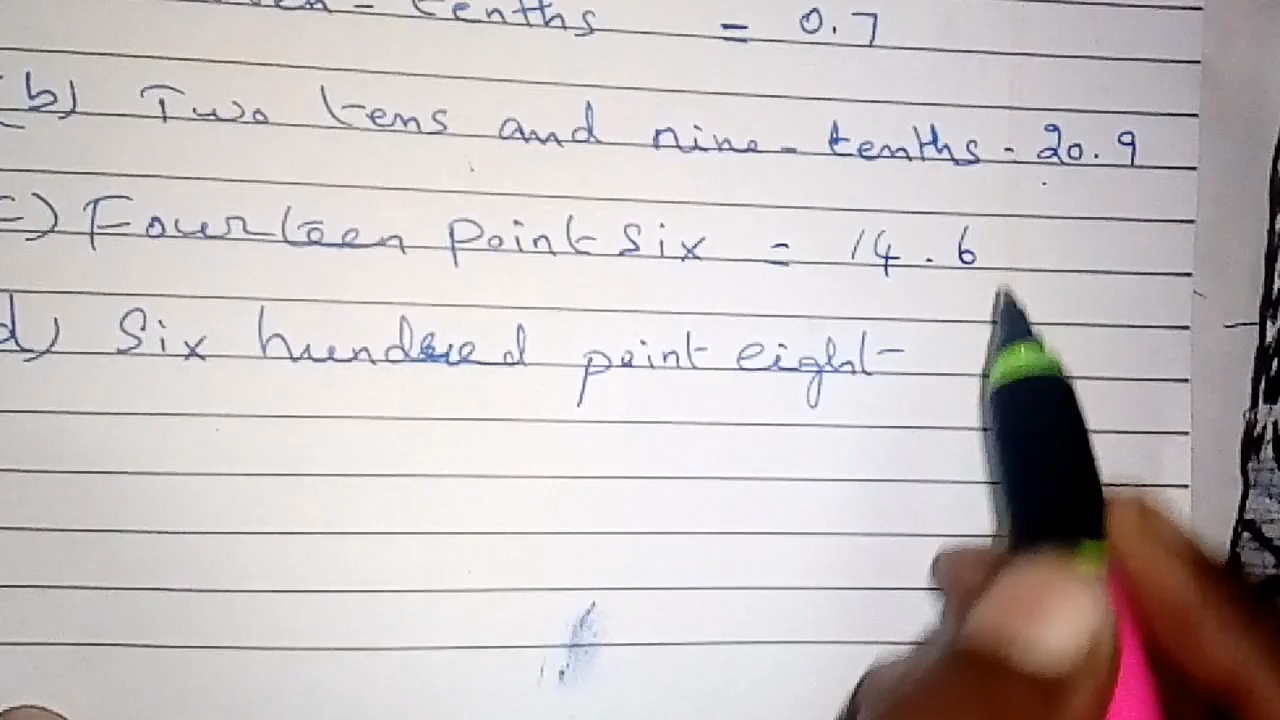 tenths = 0.7
b) Two tens and nine-tenths - 20.9
c) Fourteen point six = 14.6
d) Six hundred point eight -